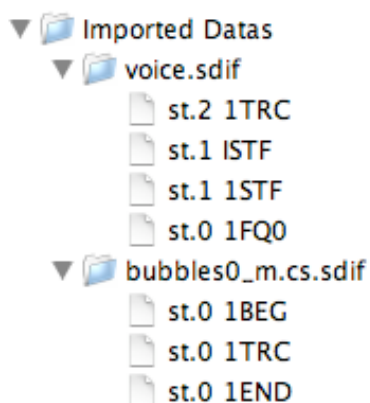 Imported Datas
voice.sdif
st.2 1TRC
st.1 ISTF
st.1 1STF
st.0 1FQ0
bubbles0_m.cs.sdif
st.0 1BEG
st.0 1TRC
st.0 1END